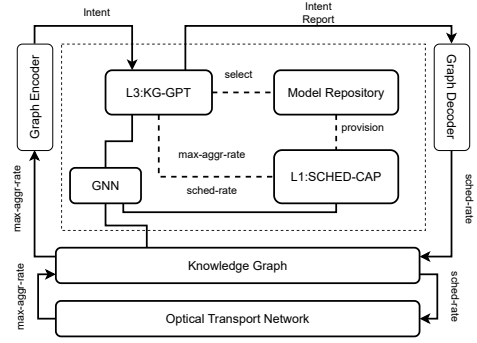 Intent
Intent
Report
Graph Encoder
L3:KG-GPT
select
Model Repository
Graph Decoder
provision
max-aggr-rate
sched-rate
L1:SCHED-CAP
GNN
max-aggr-rate
sched-rate
Knowledge Graph
max-aggr-rate
sched-rate
Optical Transport Network